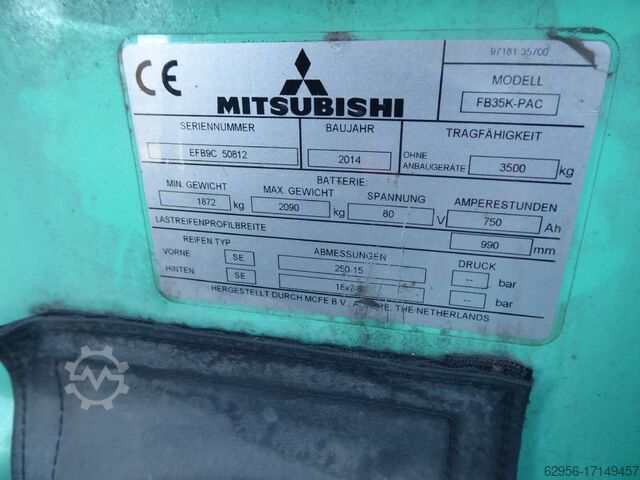 97181 35700
CE
MITSUBISHI
MODELL
FB35K-PAC
SERIENNUMMER
BAUJAHR
TRAGFÄHIGKEIT
EFB9C 50812
2014
OHNE ANBAUGERÄTE 3500 kg
BATTERIE:
MIN. GEWICHT MAX. GEWICHT SPANNUNG AMPERESTUNDEN
1872 kg 2090 kg 80 V 750 Ah
LASTREIFENPROFILBREITE 990 mm
REIFEN TYP ABMESSUNGEN DRUCK
VORNE SE 250-15 -- bar
HINTEN SE 18x7-8 -- bar
HERGESTELLT DURCH MCFE B.V., ALMERE, THE NETHERLANDS
62956-17149457